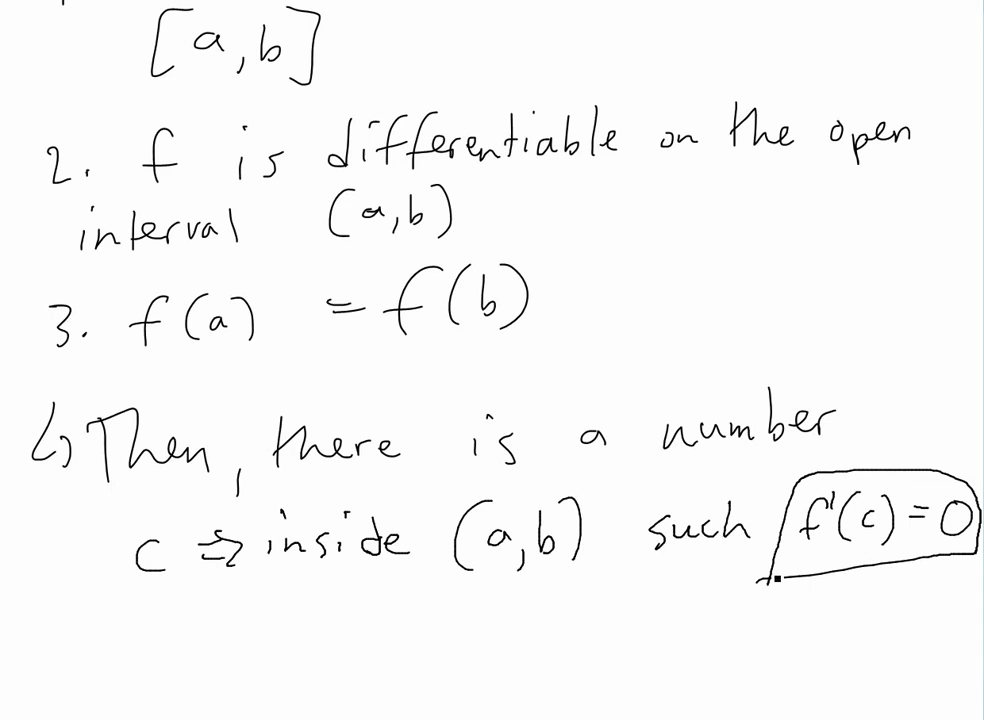 [a,b]
2. f is differentiable on the open
interval (a,b)
3. f(a) = f(b)
↳ Then, there is a number
c ⇒ inside (a,b) such f'(c) = 0